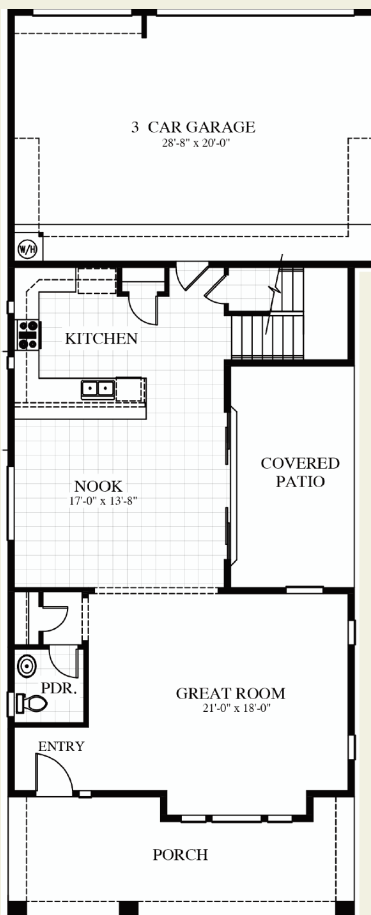 3 CAR GARAGE
28'-8" x 20'-0"
W/H
KITCHEN
COVERED
PATIO
NOOK
17'-0" x 13'-8"
PDR.
GREAT ROOM
21'-0" x 18'-0"
ENTRY
PORCH